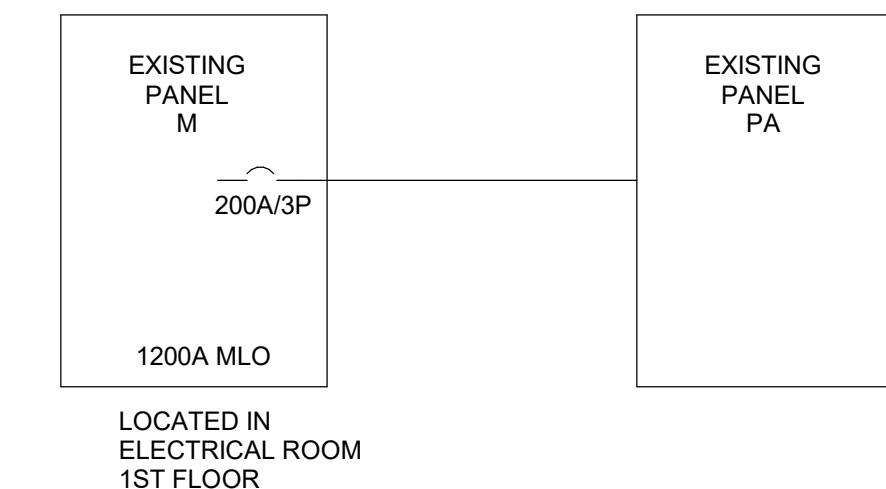 EXISTING
PANEL
M
200A/3P
1200A MLO
LOCATED IN
ELECTRICAL ROOM
1ST FLOOR
EXISTING
PANEL
PA